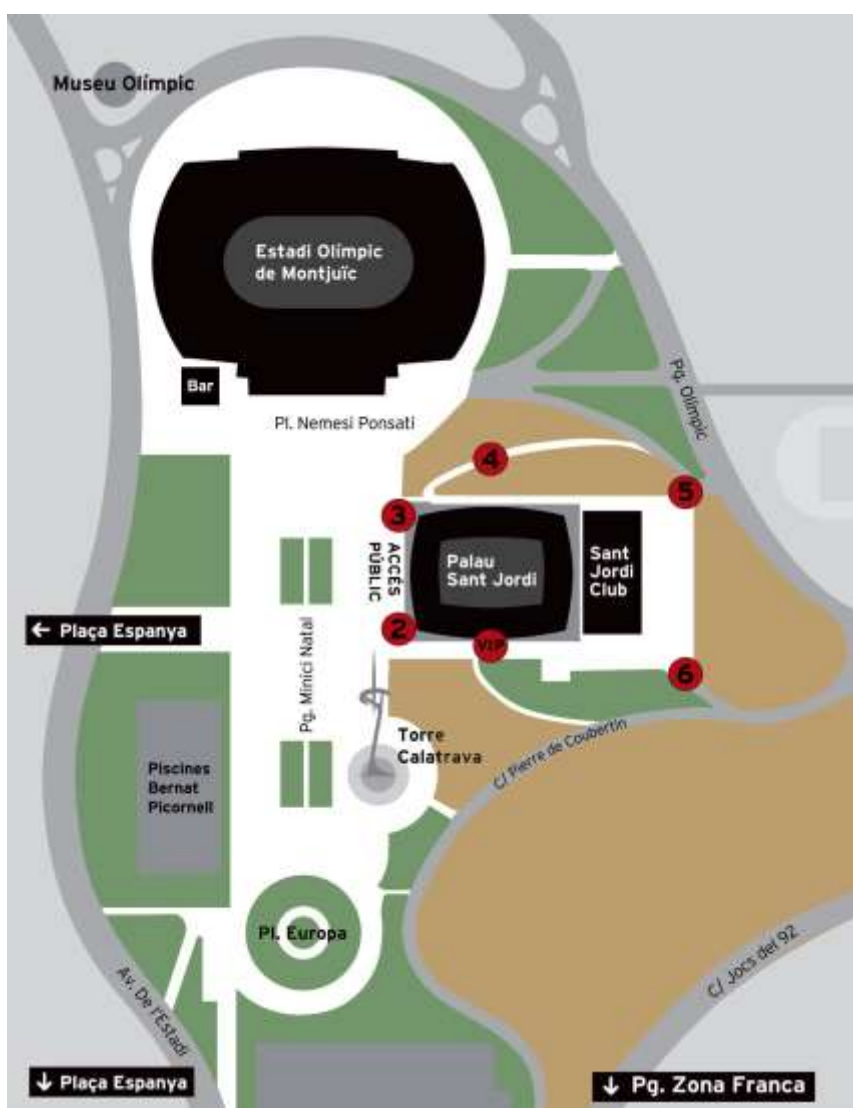 Museu Olímpic
Estadi Olímpic
de Montjuïc
Bar
Pl. Nemesi Ponsati
Pg. Olímpic
4
5
3
ACCÉS
PÚBLIC
Palau
Sant Jordi
Sant
Jordi
Club
← Plaça Espanya
2
VIP
6
Pg. Minici Natal
Torre
Calatrava
C/ Pierre de Coubertin
Piscines
Bernat
Picornell
Pl. Europa
C/ Jocs del 92
Av. De l'Estadi
↓ Plaça Espanya
↓ Pg. Zona Franca